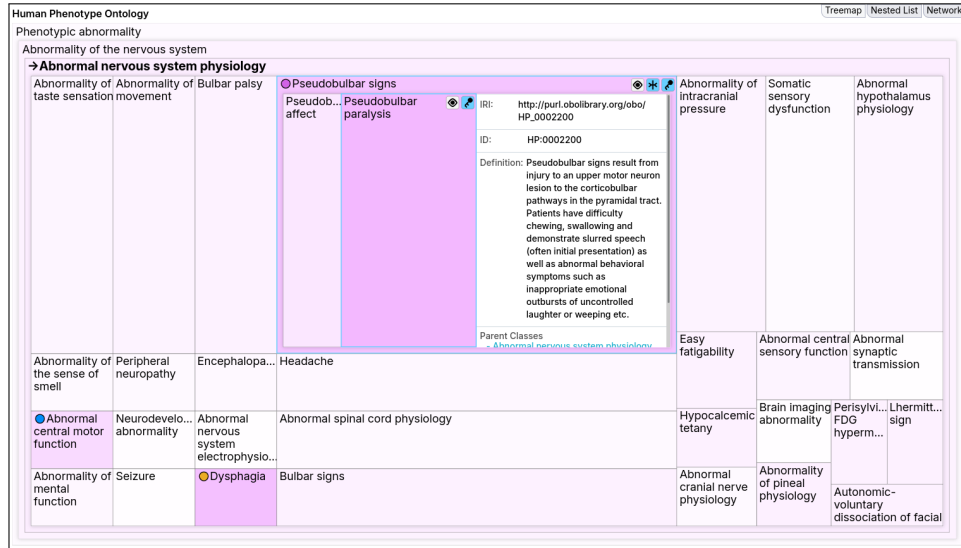 Human Phenotype Ontology
Treemap Nested List Network
Phenotypic abnormality
Abnormality of the nervous system
→Abnormal nervous system physiology
Abnormality of
taste sensation
Abnormality of
movement
Bulbar palsy
Pseudobulbar signs
Pseudob...
affect
Pseudobulbar
paralysis
IRI: http://purl.obolibrary.org/obo/
HP_0002200
ID: HP:0002200
Definition: Pseudobulbar signs result from
injury to an upper motor neuron
lesion to the corticobulbar
pathways in the pyramidal tract.
Patients have difficulty
chewing, swallowing and
demonstrate slurred speech
(often initial presentation) as
well as abnormal behavioral
symptoms such as
inappropriate emotional
outbursts of uncontrolled
laughter or weeping etc.
Parent Classes
- Abnormal nervous system physiology
Abnormality of
intracranial
pressure
Somatic
sensory
dysfunction
Abnormal
hypothalamus
physiology
Abnormality of
the sense of
smell
Peripheral
neuropathy
Encephalopa...
Headache
Easy
fatigability
Abnormal central
sensory function
Abnormal
synaptic
transmission
Abnormal
central motor
function
Neurodevelo...
abnormality
Abnormal
nervous
system
electrophysio...
Abnormal spinal cord physiology
Hypocalcemic
tetany
Brain imaging
abnormality
Perisylvi...
FDG
hyperm...
Lhermitt...
sign
Abnormality of
mental
function
Seizure
Dysphagia
Bulbar signs
Abnormal
cranial nerve
physiology
Abnormality
of pineal
physiology
Autonomic-
voluntary
dissociation of facial